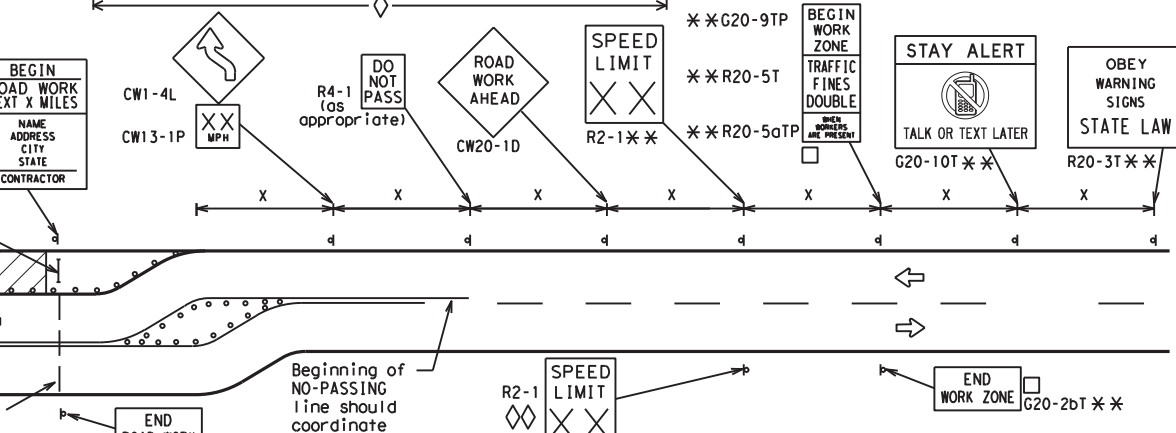 BEGIN
ROAD WORK
NEXT X MILES
NAME
ADDRESS
CITY
STATE
CONTRACTOR
CW1-4L
XX
MPH
CW13-1P
R4-1
(as
appropriate)
DO
NOT
PASS
ROAD
WORK
AHEAD
CW20-1D
SPEED
LIMIT
XX
R2-1**
**G20-9TP
**R20-5T
**R20-5aTP
BEGIN
WORK
ZONE
TRAFFIC
FINES
DOUBLE
WHEN
WORKERS
ARE PRESENT
STAY ALERT
TALK OR TEXT LATER
G20-10T**
OBEY
WARNING
SIGNS
STATE LAW
R20-3T**
X
X
X
X
X
X
X
Beginning of
NO-PASSING
line should
coordinate
R2-1
SPEED
LIMIT
XX
END
WORK ZONE
G20-2bT**
END
ROAD WORK